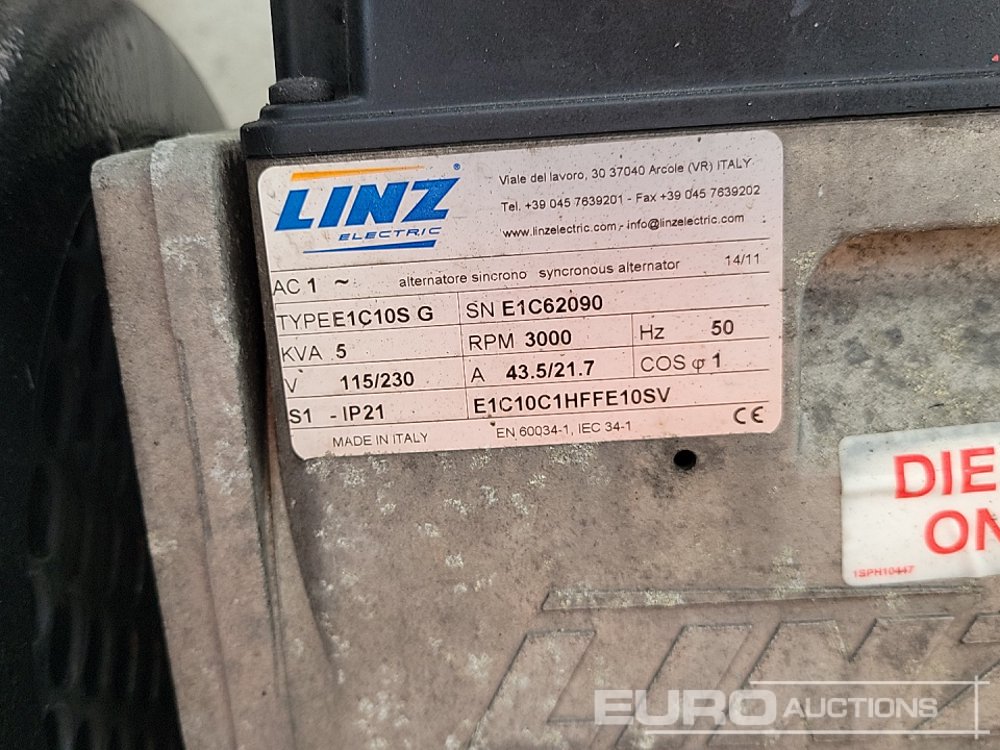 LINZ®
ELECTRIC
Viale del lavoro, 30 37040 Arcole (VR) ITALY
Tel. +39 045 7639201 - Fax +39 045 7639202
www.linzelectric.com - info@linzelectric.com
AC 1 ~ alternatore sincrono syncronous alternator 14/11
TYPE E1C10S G SN E1C62090
KVA 5 RPM 3000 Hz 50
V 115/230 A 43.5/21.7 COS φ 1
S1 - IP21 E1C10C1HFFE10SV
MADE IN ITALY EN 60034-1, IEC 34-1 CE
DIE
ON
1SPH10447
LINZ
EURO AUCTIONS